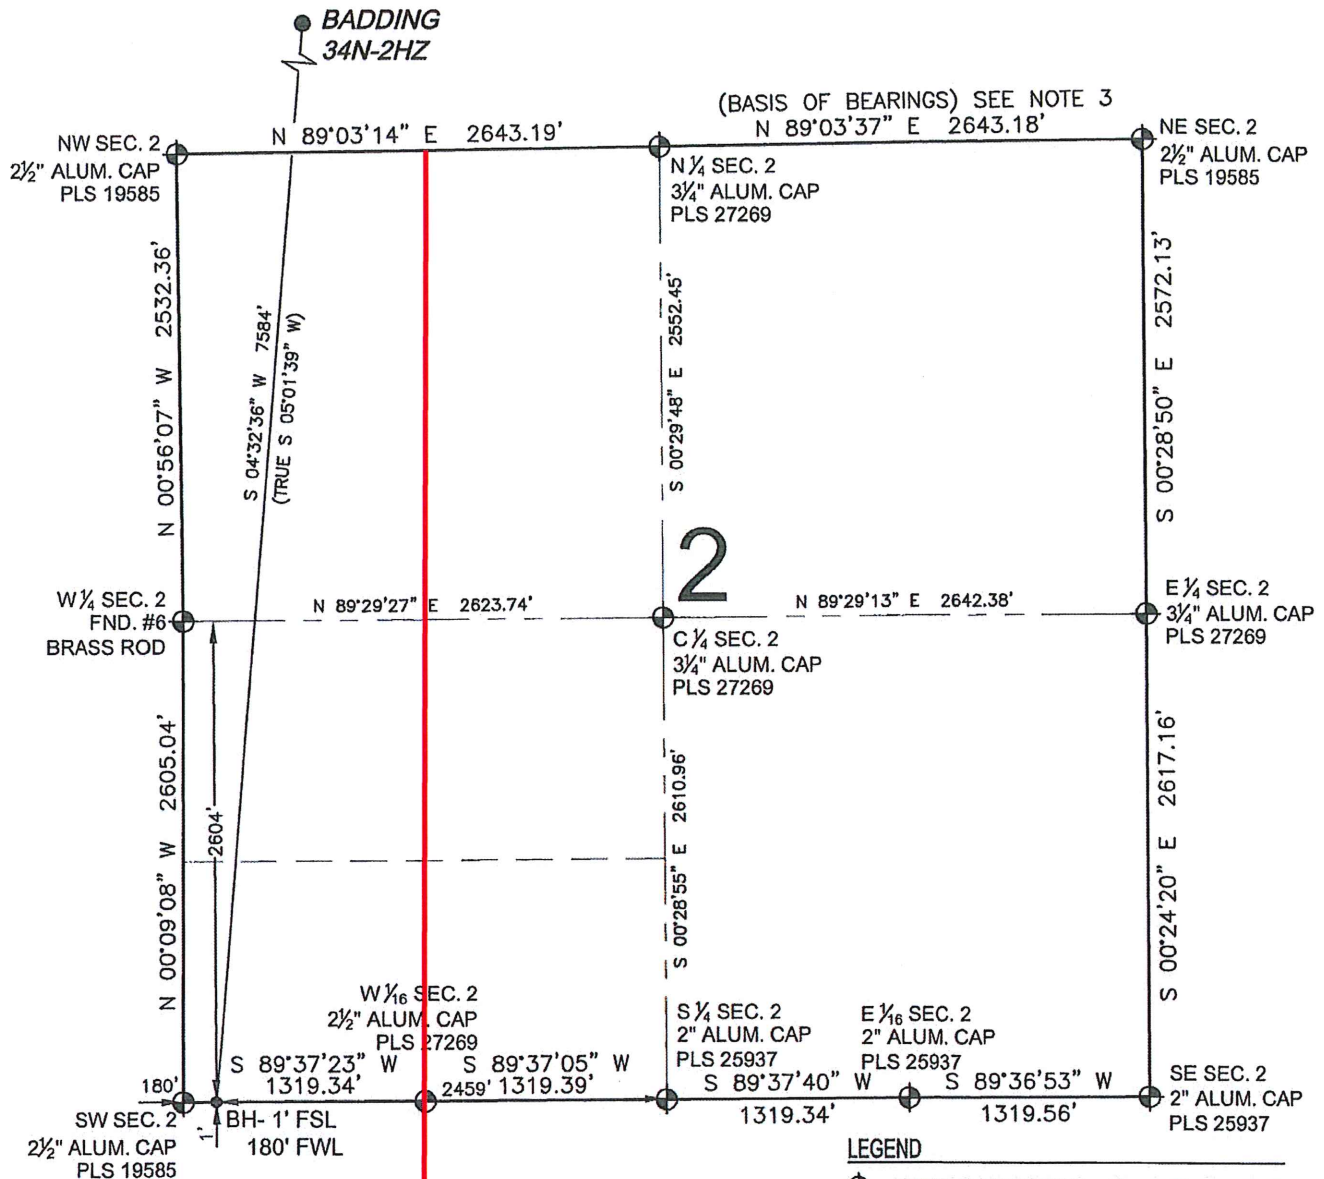 BADDING
34N-2HZ
(BASIS OF BEARINGS) SEE NOTE 3
N 89°03'14" E 2643.19'
N 89°03'37" E 2643.18'
NW SEC. 2
2½" ALUM. CAP
PLS 19585
N ¼ SEC. 2
3¼" ALUM. CAP
PLS 27269
NE SEC. 2
2½" ALUM. CAP
PLS 19585
N 00°56'07" W 2532.36'
S 04°32'36" W 7584'
(TRUE S 05°01'39" W)
S 00°29'48" E 2552.45'
S 00°28'50" E 2572.13'
2
W ¼ SEC. 2
FND. #6
BRASS ROD
N 89°29'27" E 2623.74'
N 89°29'13" E 2642.38'
C ¼ SEC. 2
3¼" ALUM. CAP
PLS 27269
E ¼ SEC. 2
3¼" ALUM. CAP
PLS 27269
N 00°09'08" W 2605.04'
2604'
S 00°28'55" E 2610.96'
S 00°24'20" E 2617.16'
W 1/16 SEC. 2
2½" ALUM. CAP
PLS 27269
S ¼ SEC. 2
2" ALUM. CAP
PLS 25937
E 1/16 SEC. 2
2" ALUM. CAP
PLS 25937
S 89°37'23" W
1319.34'
S 89°37'05" W
2459' 1319.39'
S 89°37'40" W
1319.34'
S 89°36'53" W
1319.56'
180'
SW SEC. 2
2½" ALUM. CAP
PLS 19585
1'
BH- 1' FSL
180' FWL
SE SEC. 2
2" ALUM. CAP
PLS 25937
LEGEND